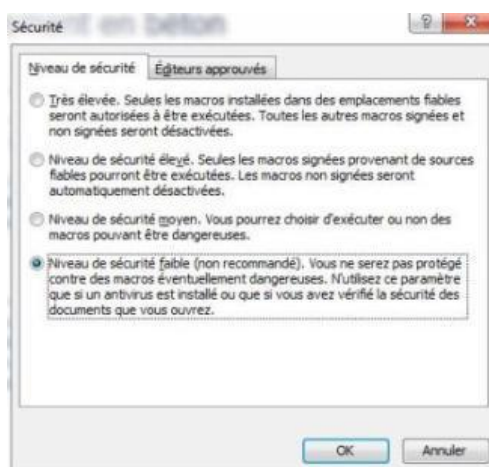 en béton
Sécurité
Niveau de sécurité
Éditeurs approuvés
Très élevée. Seules les macros installées dans des emplacements fiables
seront autorisées à être exécutées. Toutes les autres macros signées et
non signées seront désactivées.
Niveau de sécurité élevé. Seules les macros signées provenant de sources
fiables pourront être exécutées. Les macros non signées seront
automatiquement désactivées.
Niveau de sécurité moyen. Vous pourrez choisir d'exécuter ou non des
macros pouvant être dangereuses.
Niveau de sécurité faible (non recommandé). Vous ne serez pas protégé
contre des macros éventuellement dangereuses. N'utilisez ce paramètre
que si un antivirus est installé ou que si vous avez vérifié la sécurité des
documents que vous ouvrez.
OK
Annuler